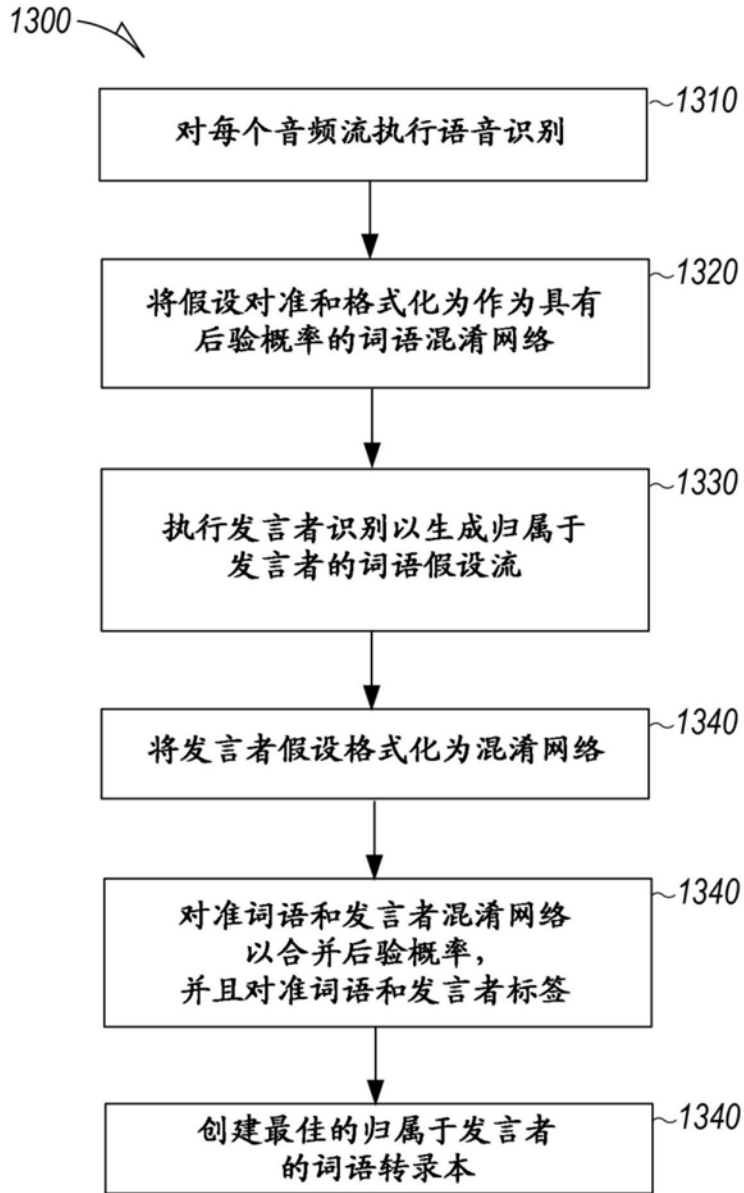 1300
1310
对每个音频流执行语音识别
1320
将假设对准和格式化为作为具有
后验概率的词语混淆网络
1330
执行发言者识别以生成归属于
发言者的词语假设流
1340
将发言者假设格式化为混淆网络
1340
对准词语和发言者混淆网络
以合并后验概率，
并且对准词语和发言者标签
1340
创建最佳的归属于发言者
的词语转录本